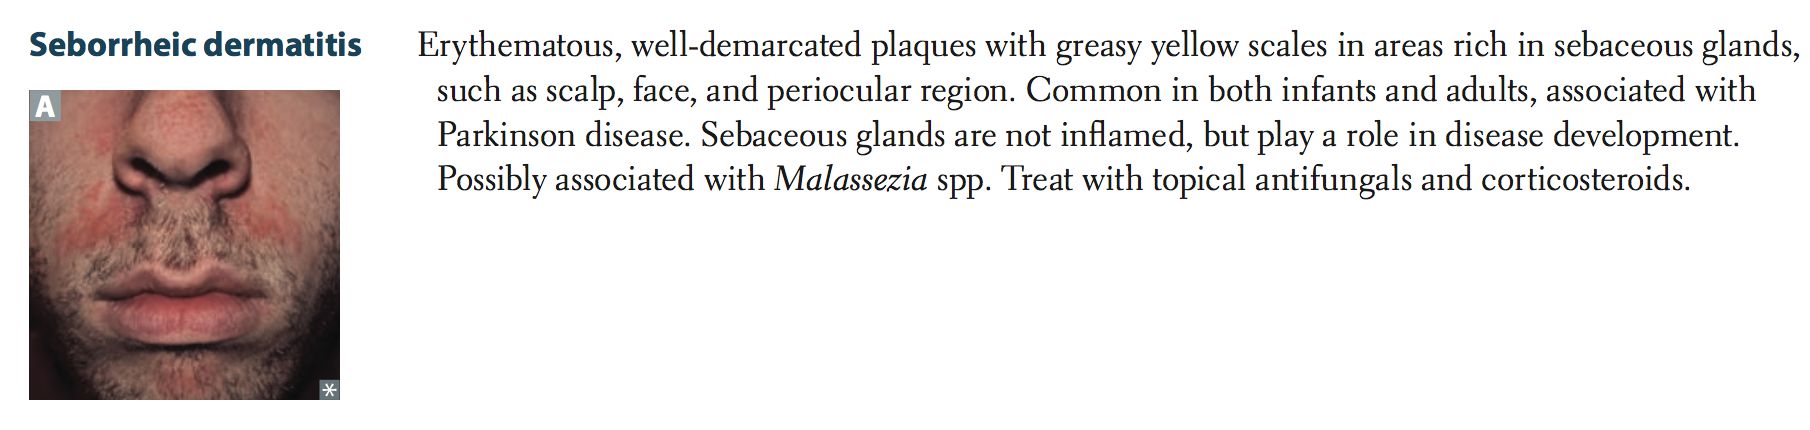 Seborrheic dermatitis
A
Erythematous, well-demarcated plaques with greasy yellow scales in areas rich in sebaceous glands,
such as scalp, face, and periocular region. Common in both infants and adults, associated with
Parkinson disease. Sebaceous glands are not inflamed, but play a role in disease development.
Possibly associated with Malassezia spp. Treat with topical antifungals and corticosteroids.